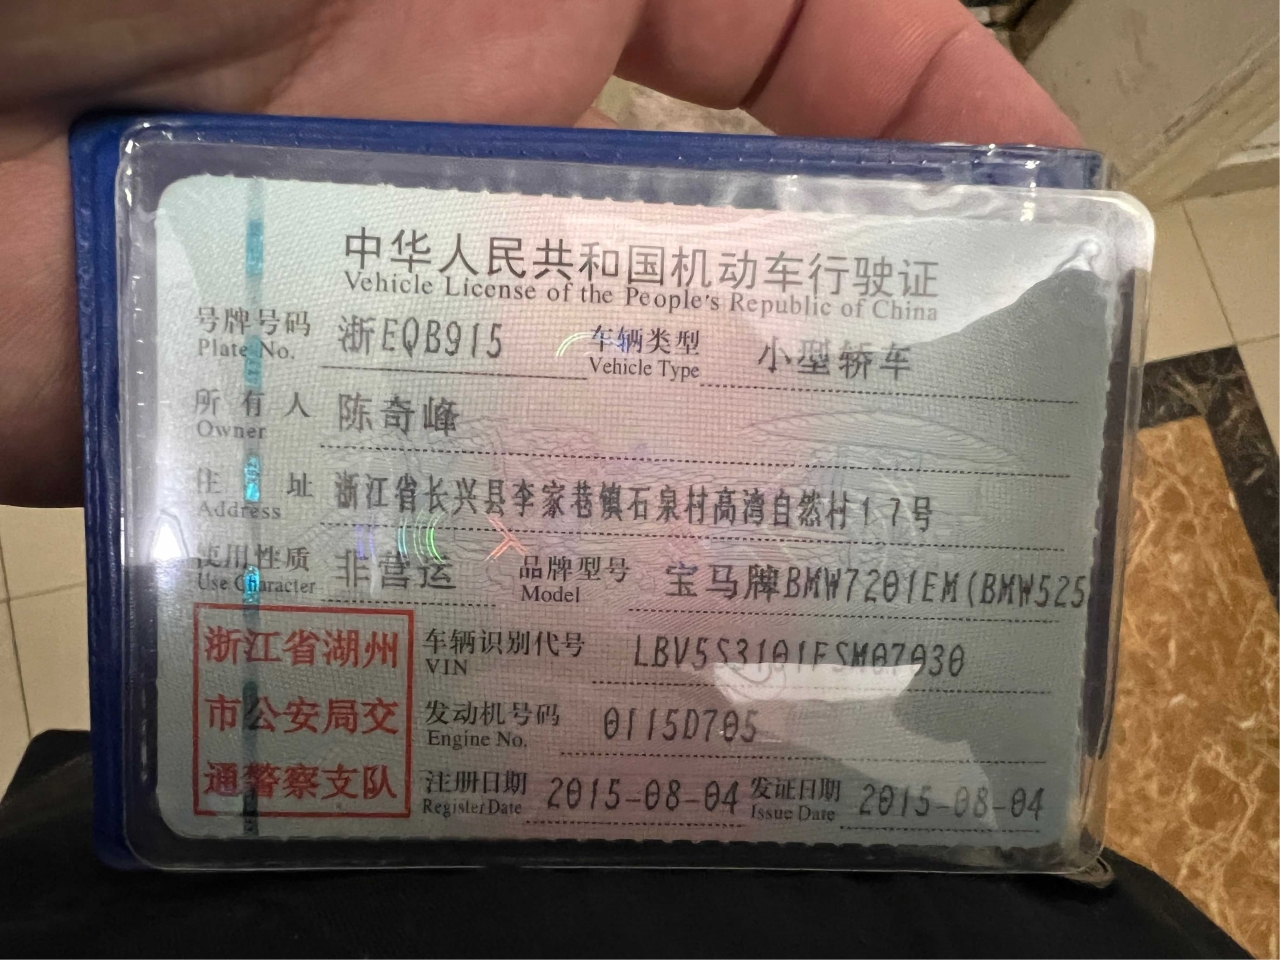 中华人民共和国机动车行驶证
Vehicle License of the People's Republic of China
号牌号码 浙EQB915 车辆类型 小型轿车
Plate No. Vehicle Type
所有人 陈奇峰
Owner
住址 浙江省长兴县李家巷镇石泉村高湾自然村17号
Address
使用性质 非营运 品牌型号 宝马牌BMW7201EM(BMW525
Use Character Model
浙江省湖州
市公安局交
通警察支队
车辆识别代号 LBV5S3101FSM07030
VIN
发动机号码 0115D705
Engine No.
注册日期 2015-08-04 发证日期 2015-08-04
Register Date Issue Date